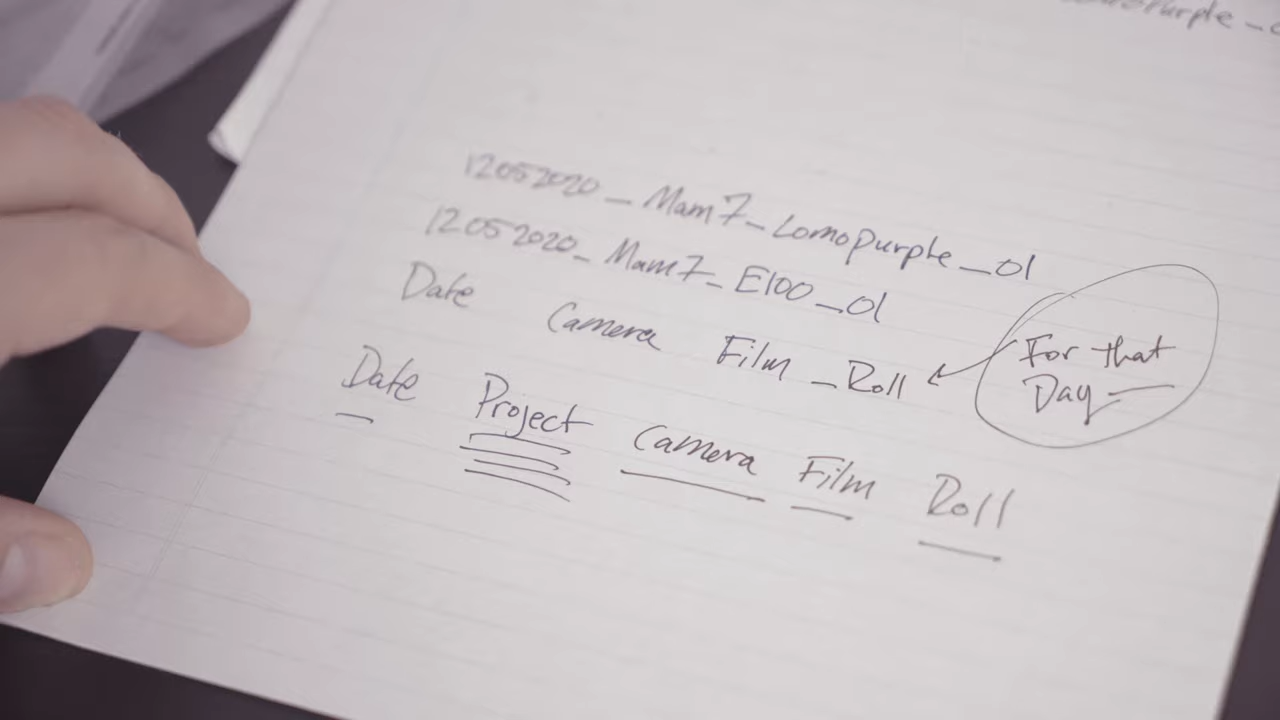 12052020_Mam7_Lomopurple_01
12052020_Mam7_E100_01
Date Camera Film_Roll
For that
Day
Date Project Camera Film Roll